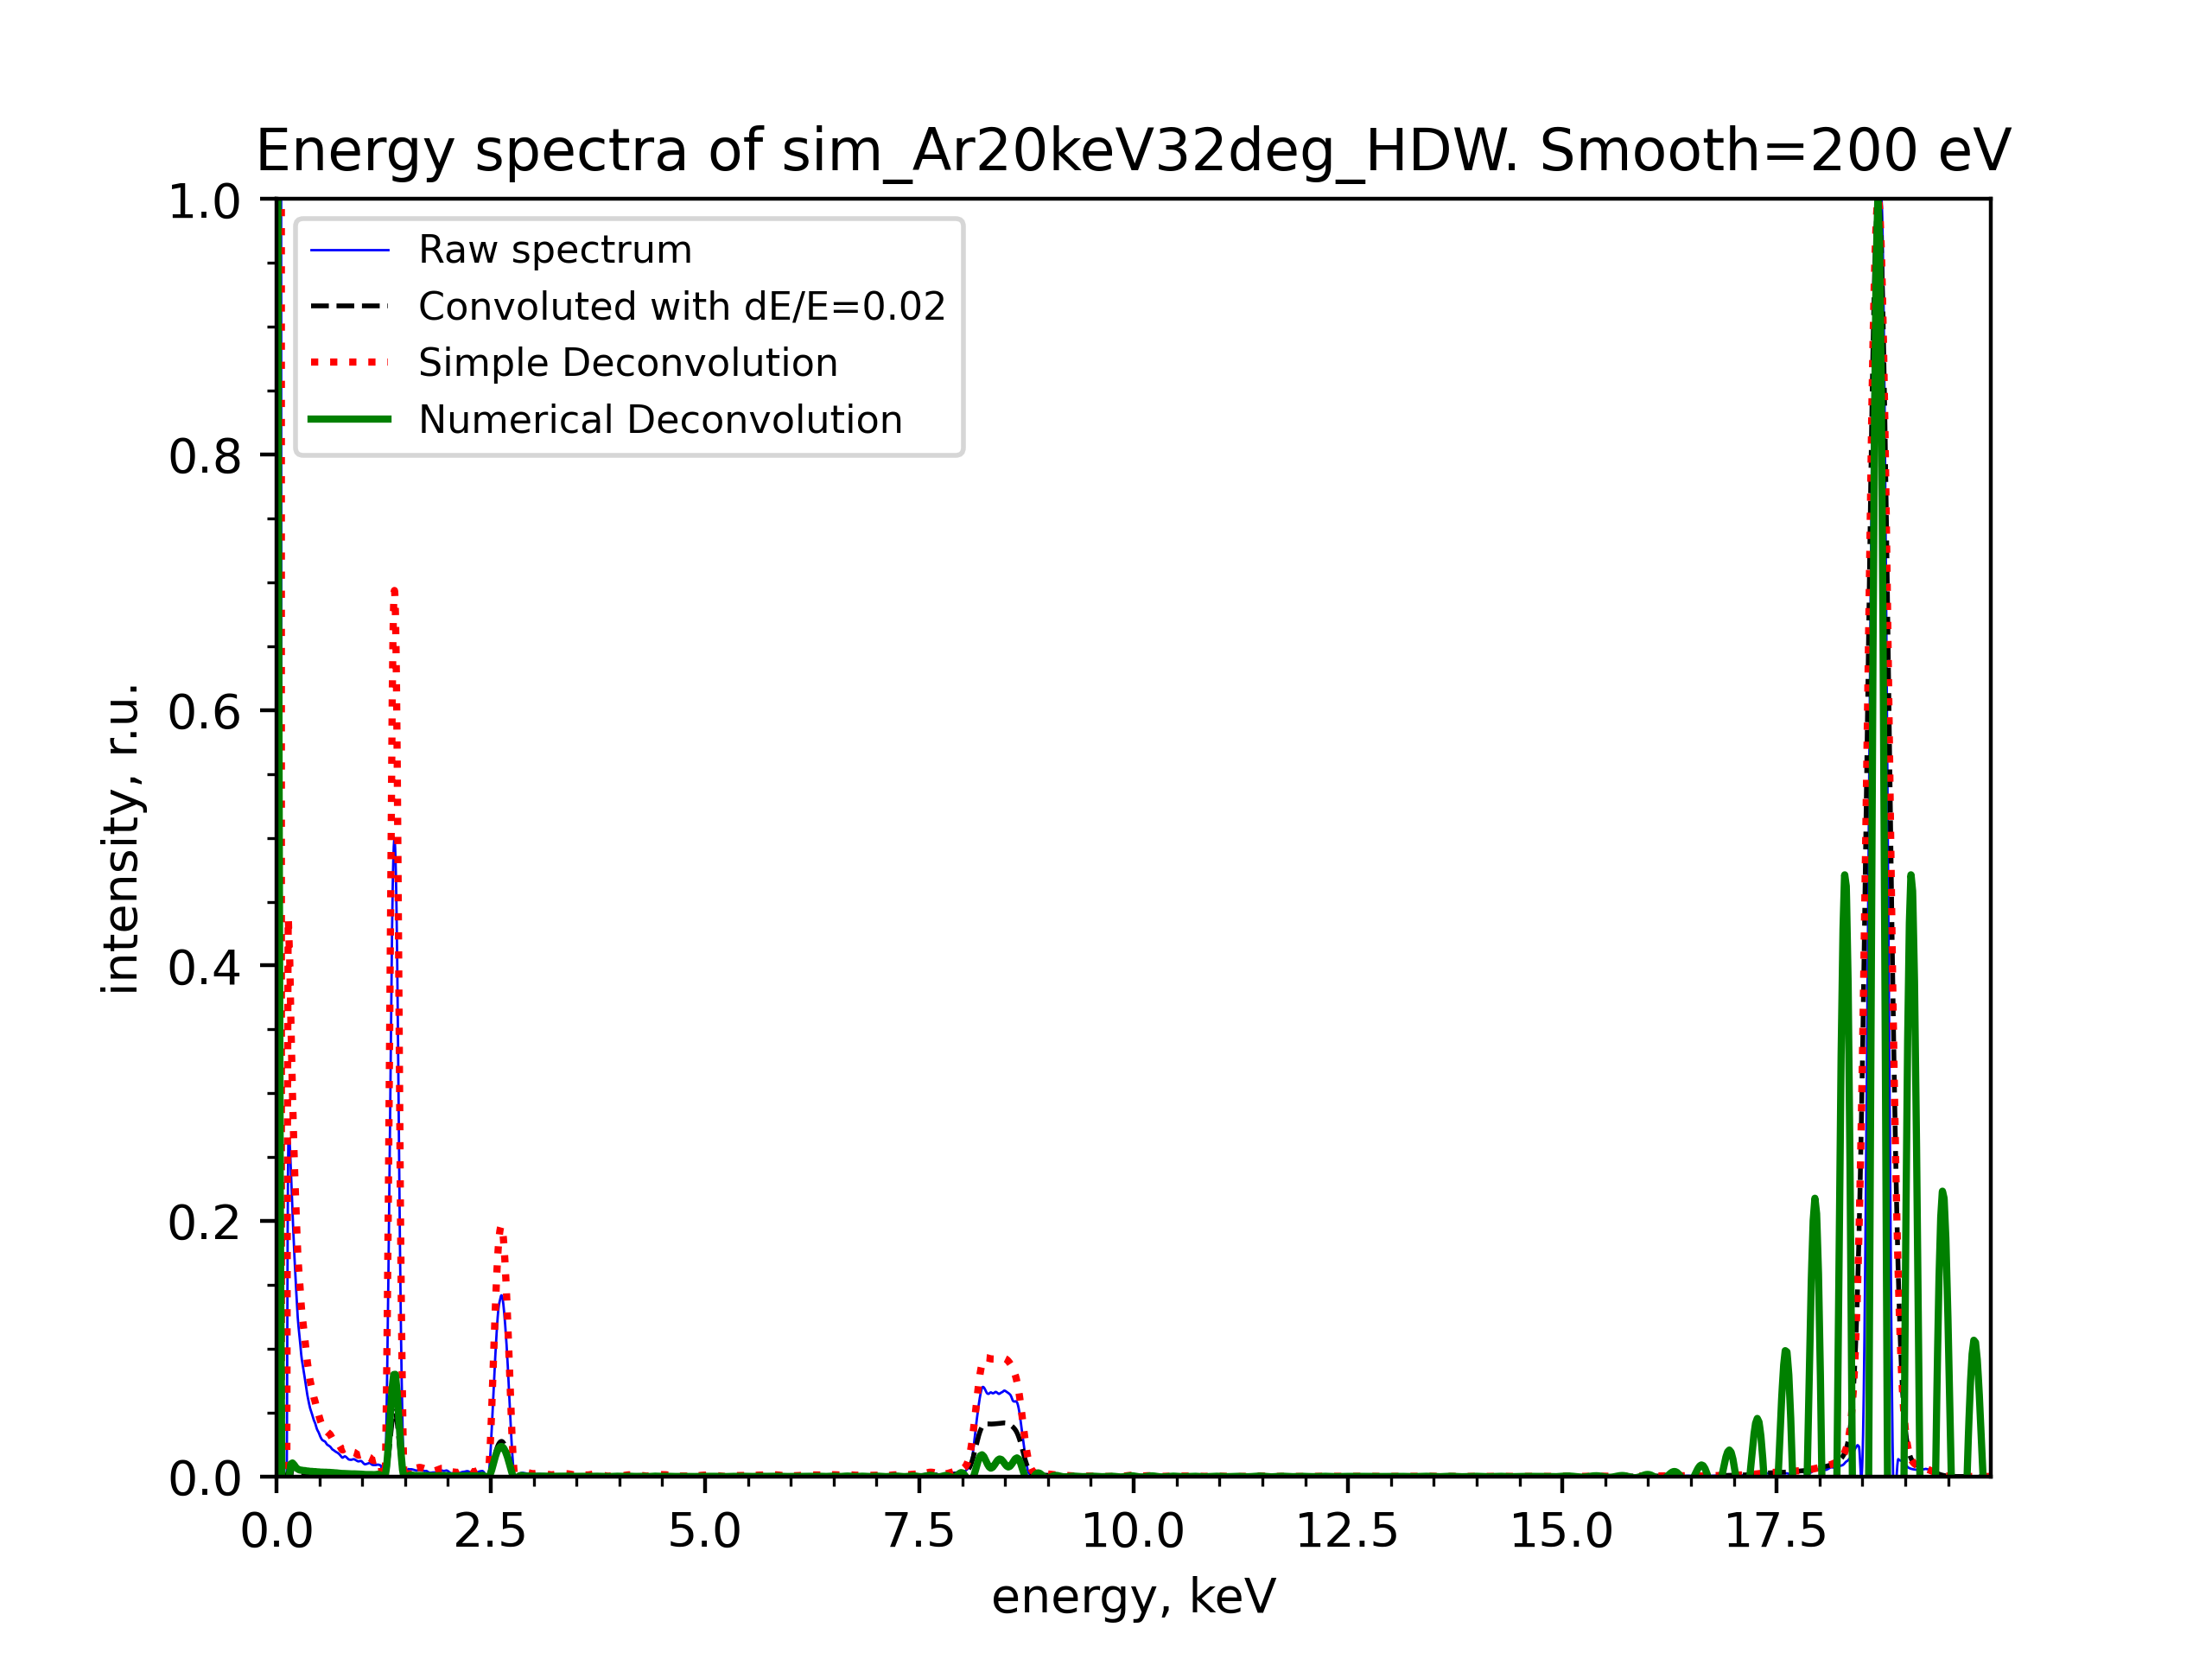 Energy spectra of sim_Ar20keV32deg_HDW. Smooth=200 eV
1.0
0.8
0.6
0.4
0.2
0.0
intensity, r.u.
Raw spectrum
Convoluted with dE/E=0.02
Simple Deconvolution
Numerical Deconvolution
0.0 2.5 5.0 7.5 10.0 12.5 15.0 17.5
energy, keV